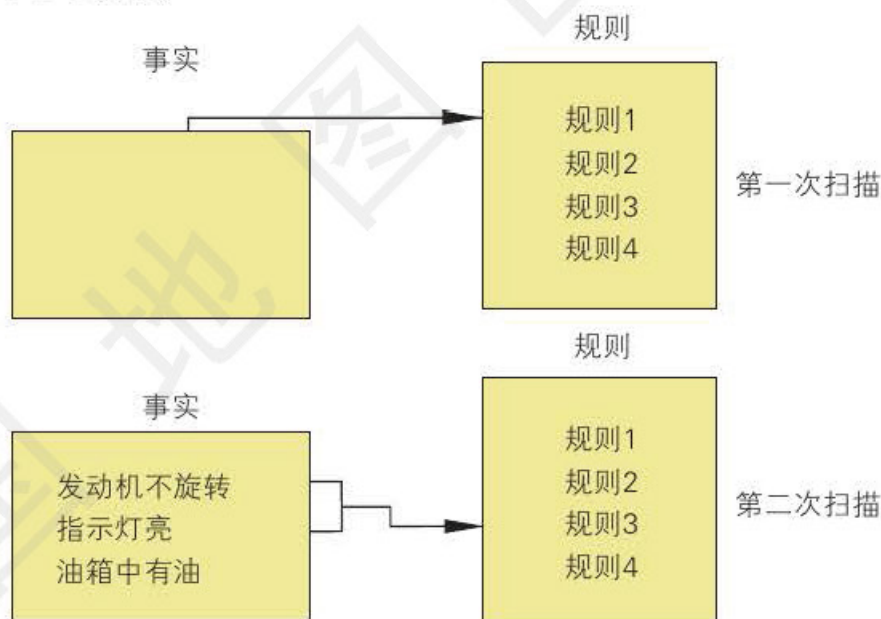 规则
事实
规则1
规则2
规则3
规则4
第一次扫描
规则
事实
规则1
规则2
规则3
规则4
发动机不旋转
指示灯亮
油箱中有油
第二次扫描
地图
图